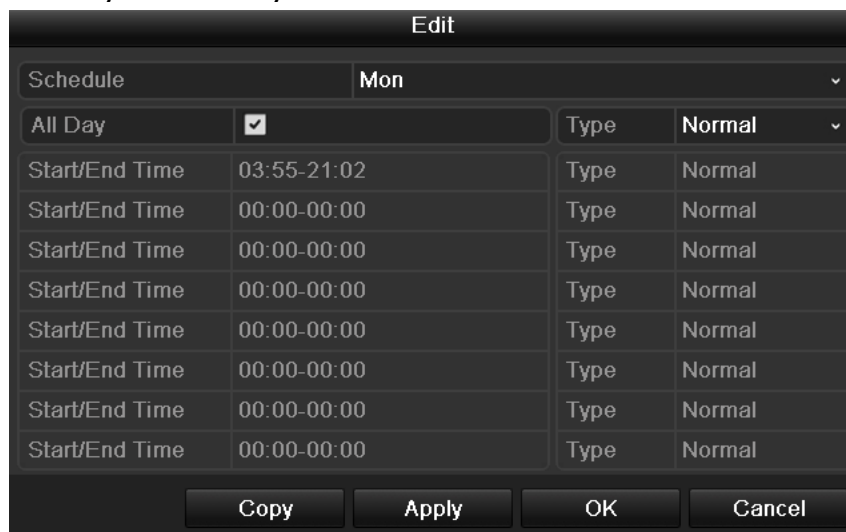 Edit
Schedule Mon
All Day Type Normal
Start/End Time 03:55-21:02 Type Normal
Start/End Time 00:00-00:00 Type Normal
Start/End Time 00:00-00:00 Type Normal
Start/End Time 00:00-00:00 Type Normal
Start/End Time 00:00-00:00 Type Normal
Start/End Time 00:00-00:00 Type Normal
Start/End Time 00:00-00:00 Type Normal
Start/End Time 00:00-00:00 Type Normal
Copy Apply OK Cancel